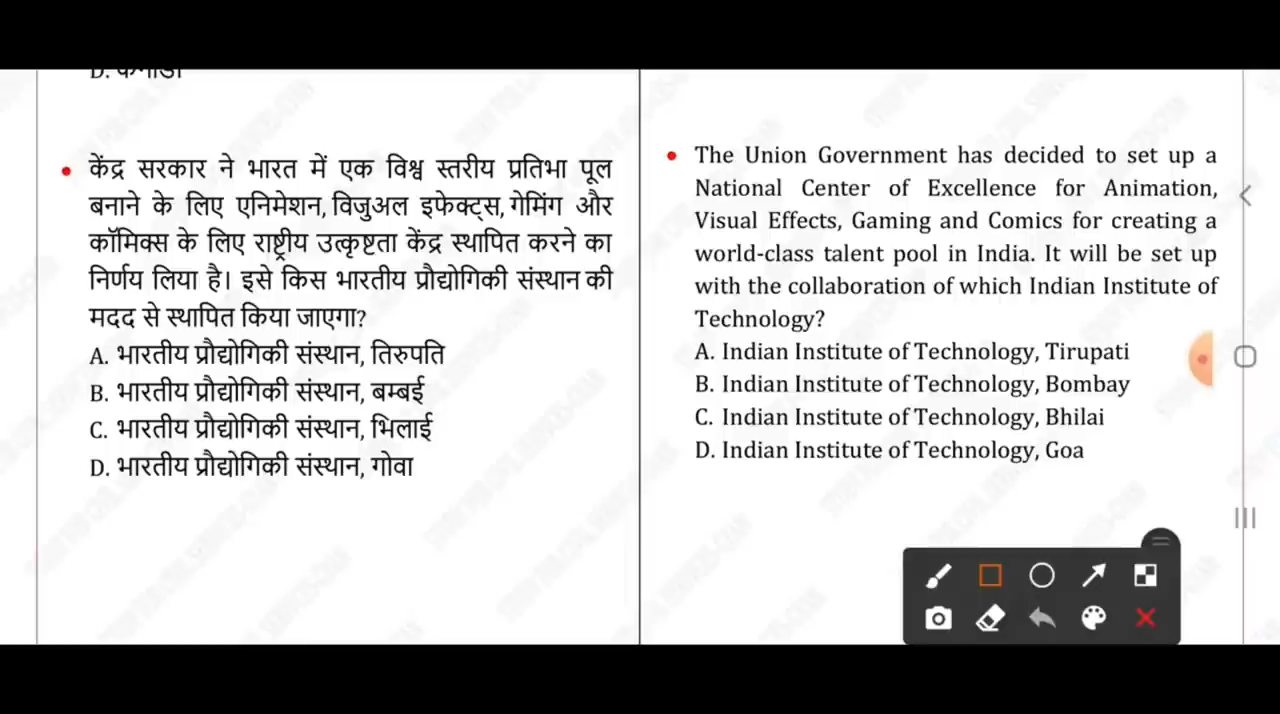 D. कनाडा
केंद्र सरकार ने भारत में एक विश्व स्तरीय प्रतिभा पूल
बनाने के लिए एनिमेशन, विजुअल इफेक्ट्स, गेमिंग और
कॉमिक्स के लिए राष्ट्रीय उत्कृष्टता केंद्र स्थापित करने का
निर्णय लिया है। इसे किस भारतीय प्रौद्योगिकी संस्थान की
मदद से स्थापित किया जाएगा?
A. भारतीय प्रौद्योगिकी संस्थान, तिरुपति
B. भारतीय प्रौद्योगिकी संस्थान, बम्बई
C. भारतीय प्रौद्योगिकी संस्थान, भिलाई
D. भारतीय प्रौद्योगिकी संस्थान, गोवा
The Union Government has decided to set up a
National Center of Excellence for Animation,
Visual Effects, Gaming and Comics for creating a
world-class talent pool in India. It will be set up
with the collaboration of which Indian Institute of
Technology?
A. Indian Institute of Technology, Tirupati
B. Indian Institute of Technology, Bombay
C. Indian Institute of Technology, Bhilai
D. Indian Institute of Technology, Goa